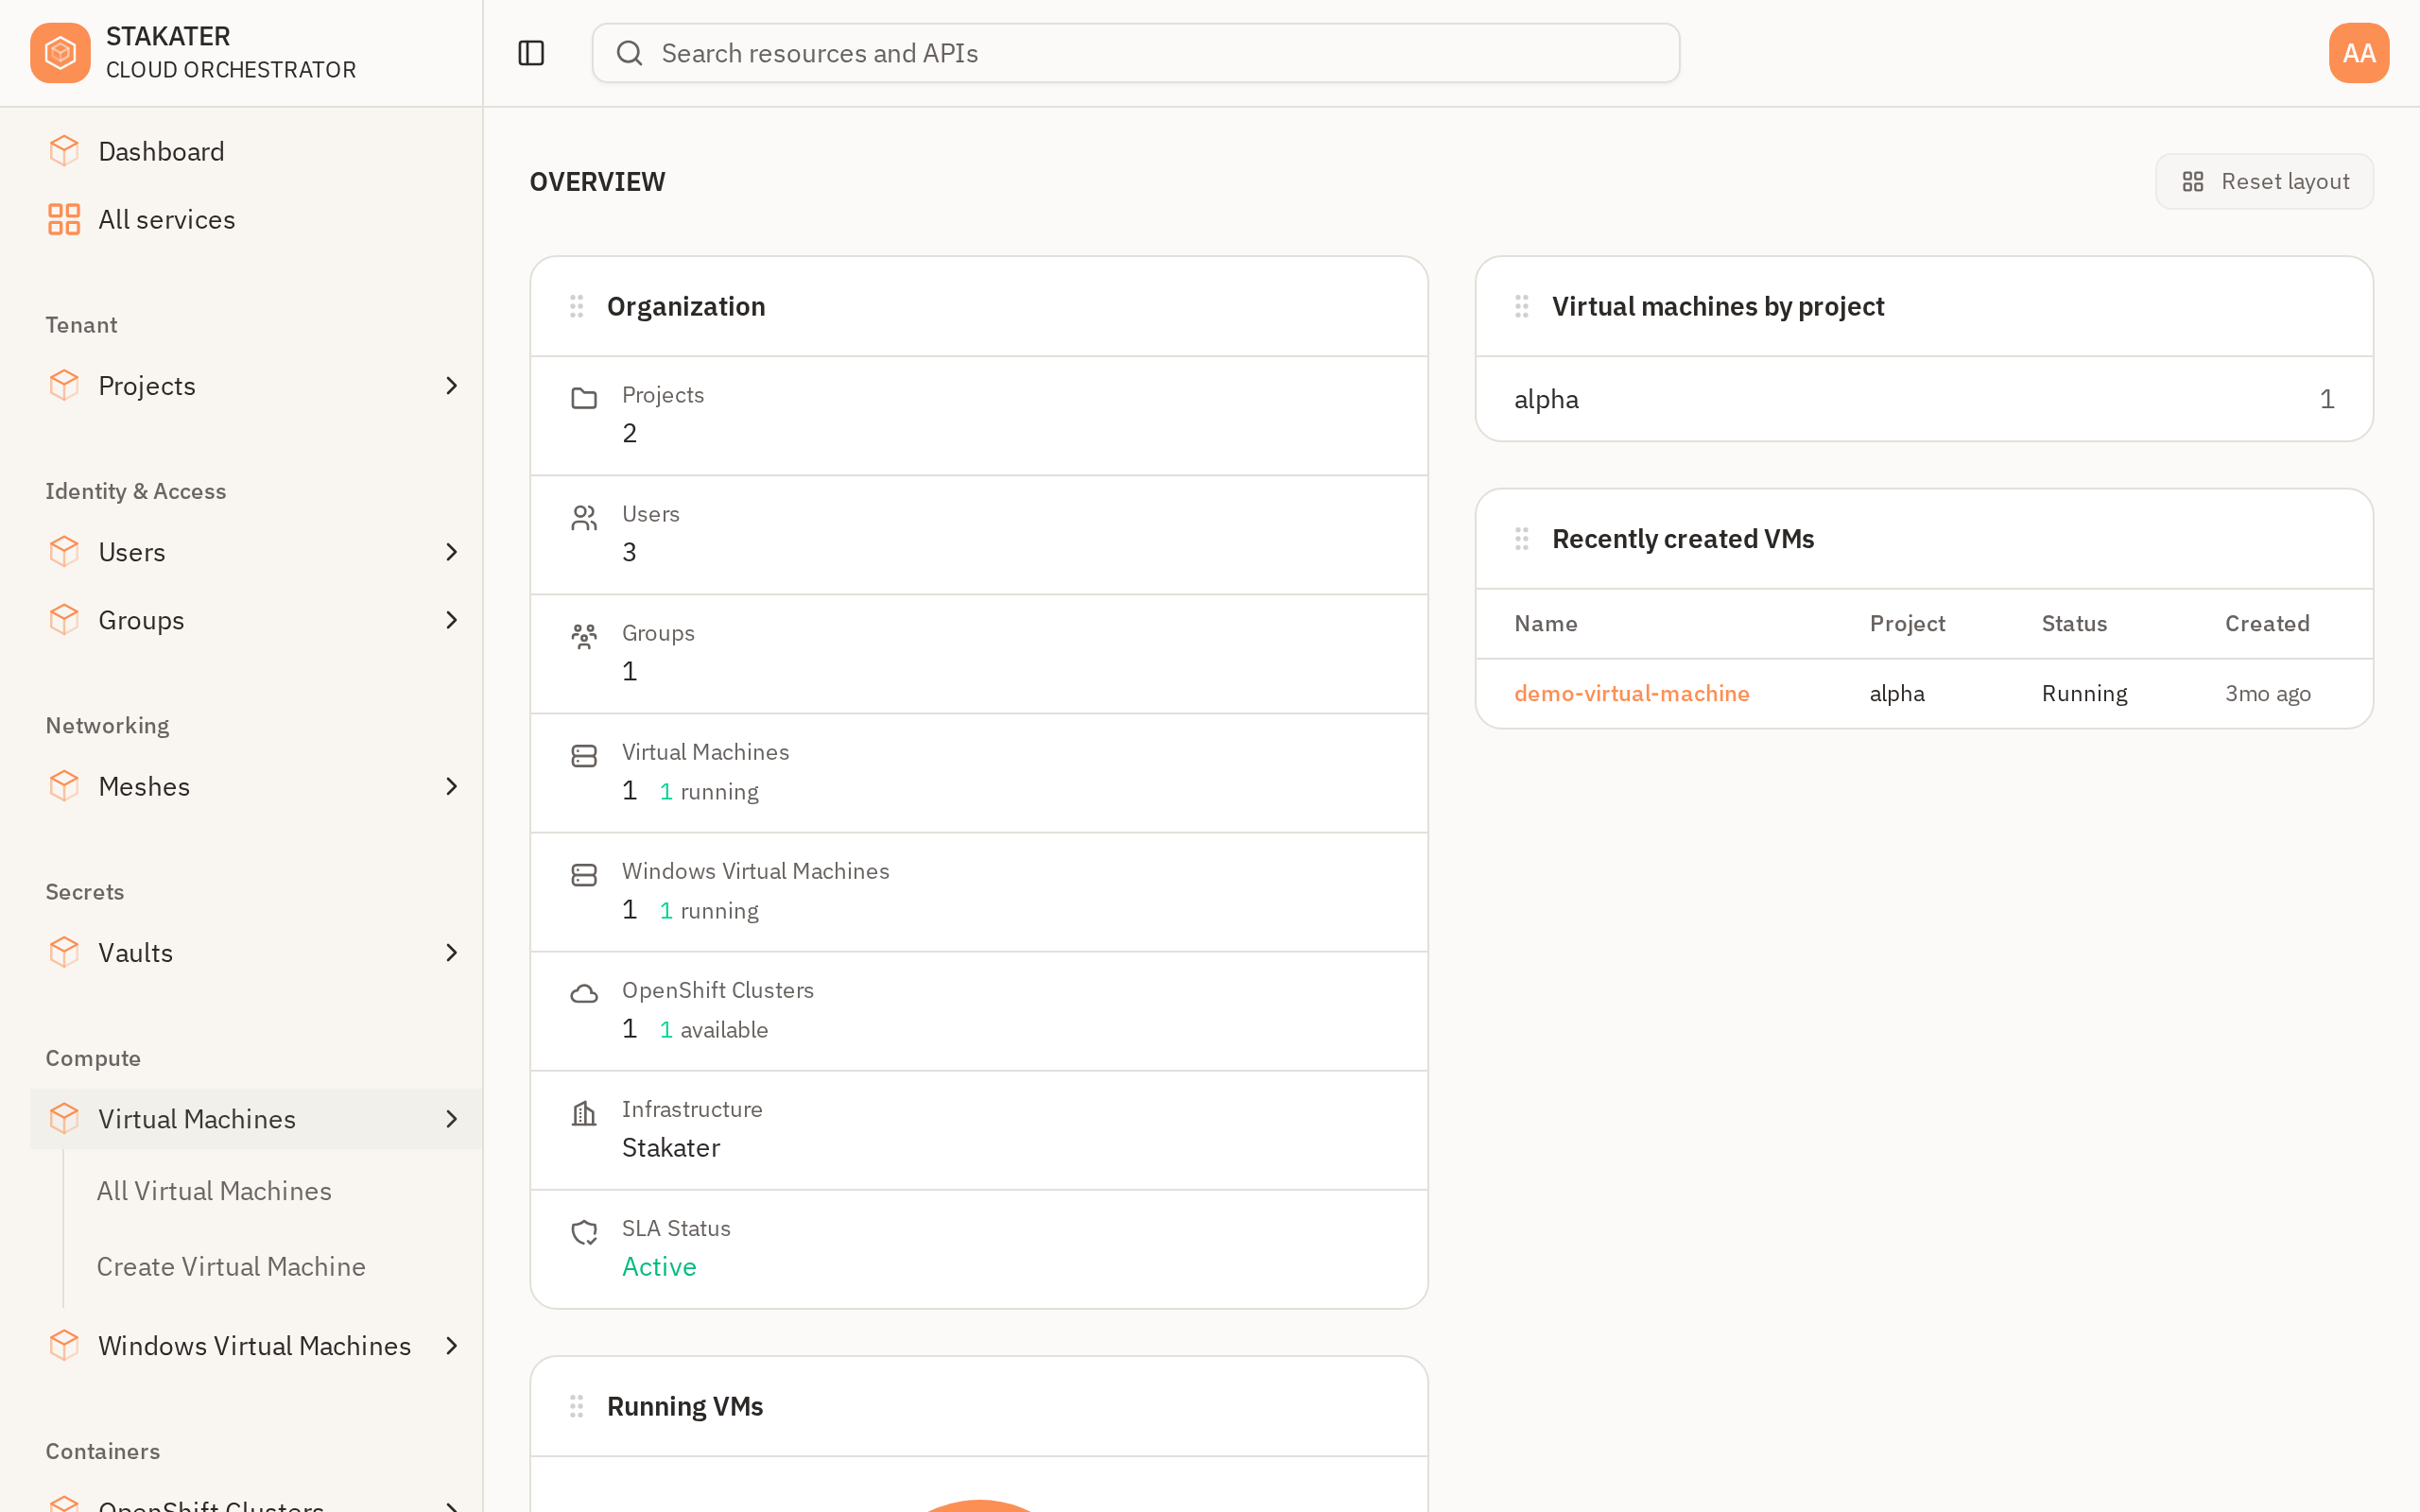 STAKATER
CLOUD ORCHESTRATOR
Search resources and APIs
AA
Dashboard
All services
Tenant
Projects
Identity & Access
Users
Groups
Networking
Meshes
Secrets
Vaults
Compute
Virtual Machines
All Virtual Machines
Create Virtual Machine
Windows Virtual Machines
Containers
OpenShift Clusters
OVERVIEW
Reset layout
Organization
Projects
2
Users
3
Groups
1
Virtual Machines
1 1 running
Windows Virtual Machines
1 1 running
OpenShift Clusters
1 1 available
Infrastructure
Stakater
SLA Status
Active
Running VMs
Virtual machines by project
alpha 1
Recently created VMs
Name Project Status Created
demo-virtual-machine alpha Running 3mo ago